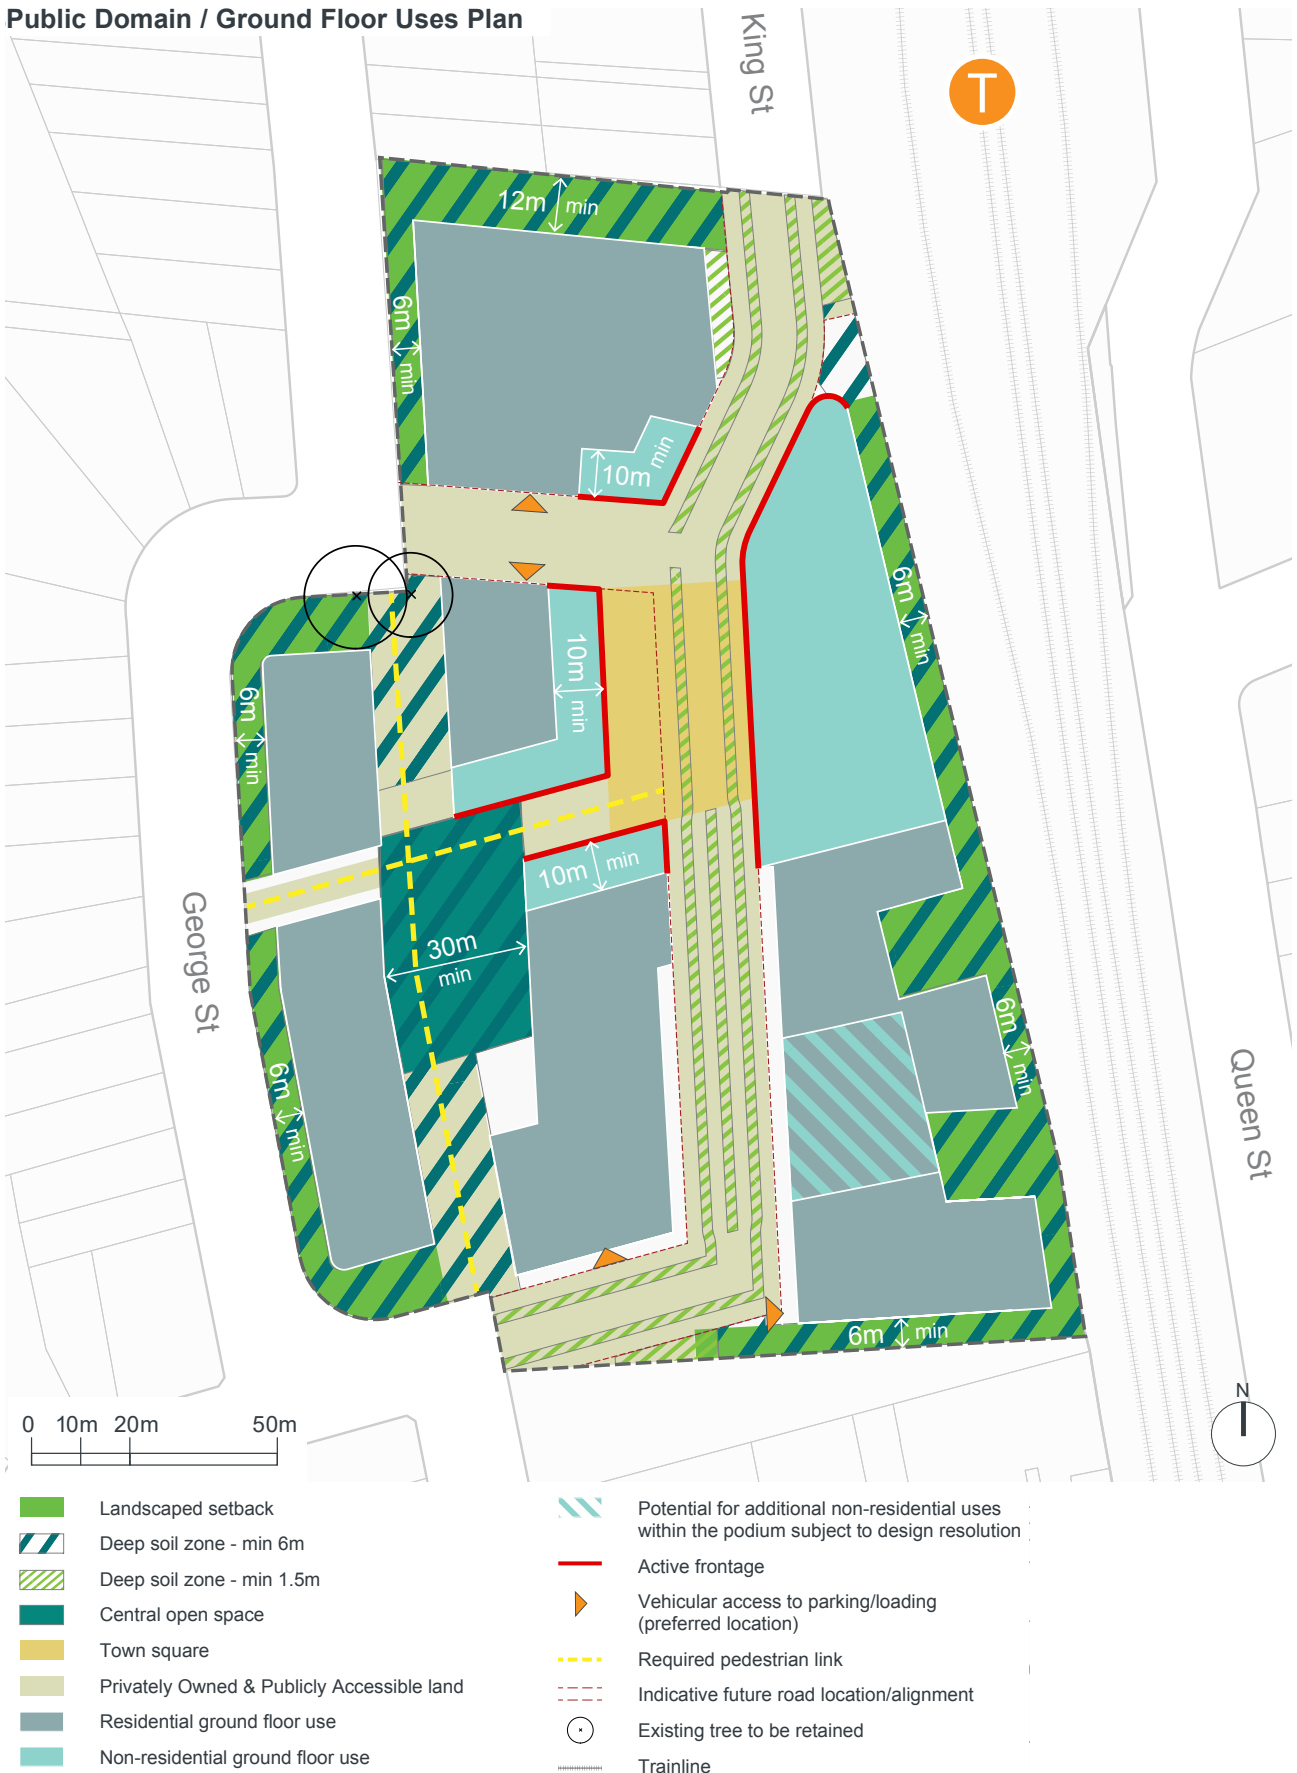 Public Domain / Ground Floor Uses Plan
King St
T
12m min
6m min
10m min
6m min
10m min
6m min
10m min
30m min
George St
6m min
6m min
Queen St
6m min
N
0 10m 20m 50m
Landscaped setback
Deep soil zone - min 6m
Deep soil zone - min 1.5m
Central open space
Town square
Privately Owned & Publicly Accessible land
Residential ground floor use
Non-residential ground floor use
Potential for additional non-residential uses
within the podium subject to design resolution
Active frontage
Vehicular access to parking/loading
(preferred location)
Required pedestrian link
Indicative future road location/alignment
Existing tree to be retained
Trainline